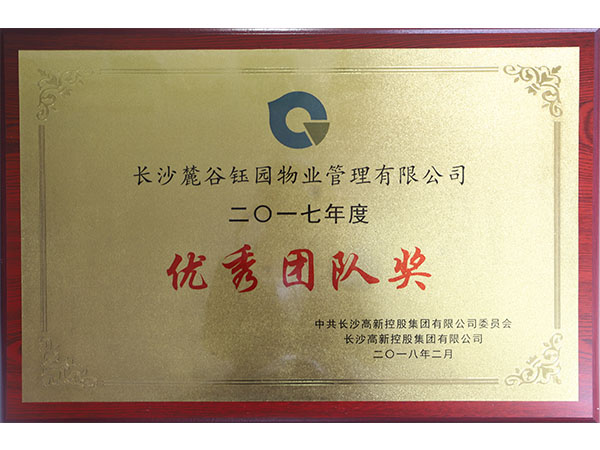 长沙麓谷钰园物业管理有限公司
二〇一七年度
优秀团队奖
中共长沙高新控股集团有限公司委员会
长沙高新控股集团有限公司
二〇一八年二月